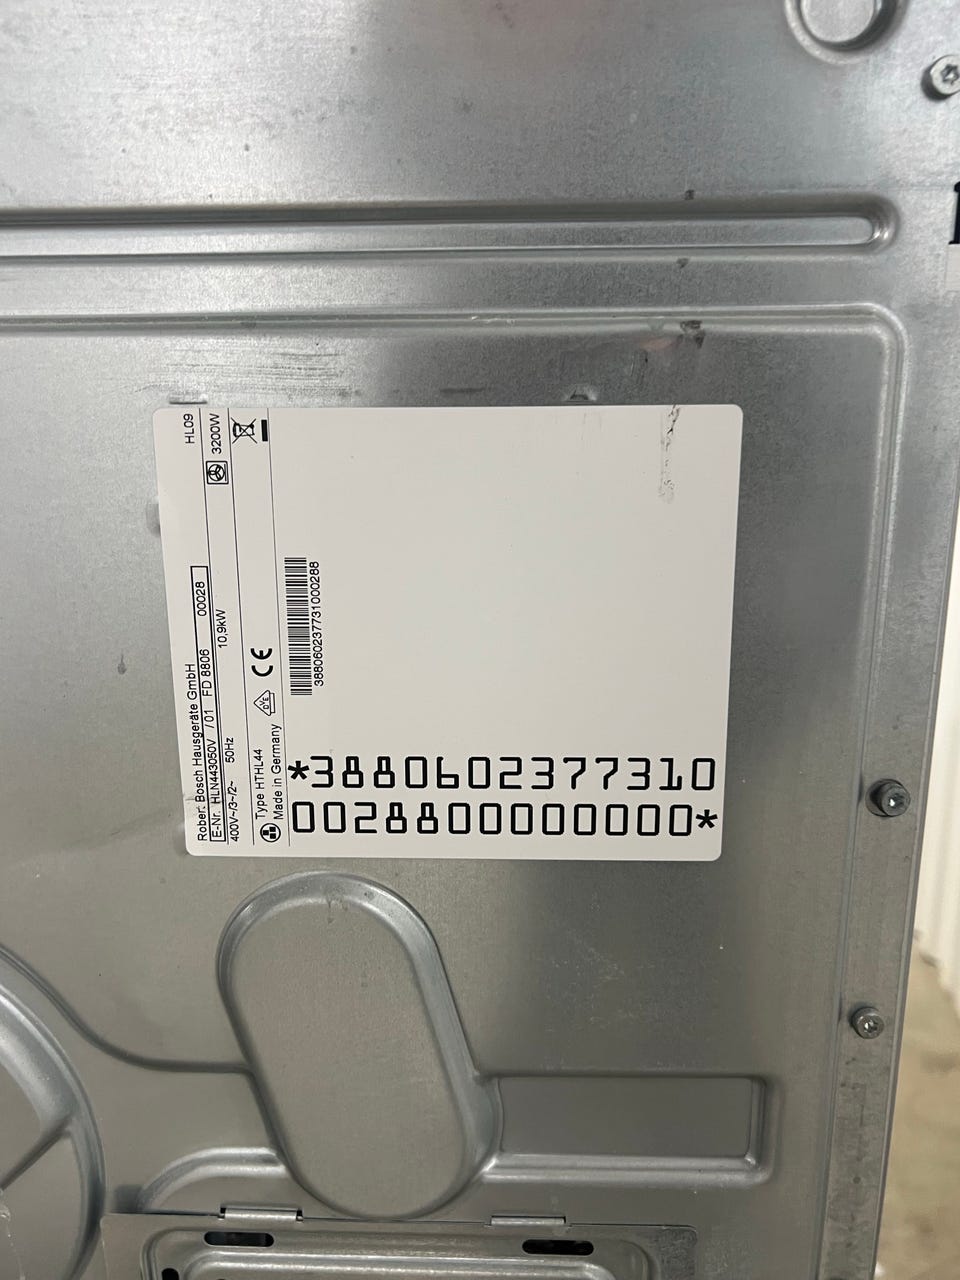 Robert Bosch Hausgeräte GmbH HL09
E-Nr. HLN443050V /01 FD 8806 00028
400V~/3~/2~ 50Hz 10,9kW 3200W
Type HTHL44
Made in Germany
DVE CE
388060237731000288
*3880602377310
0028800000000*